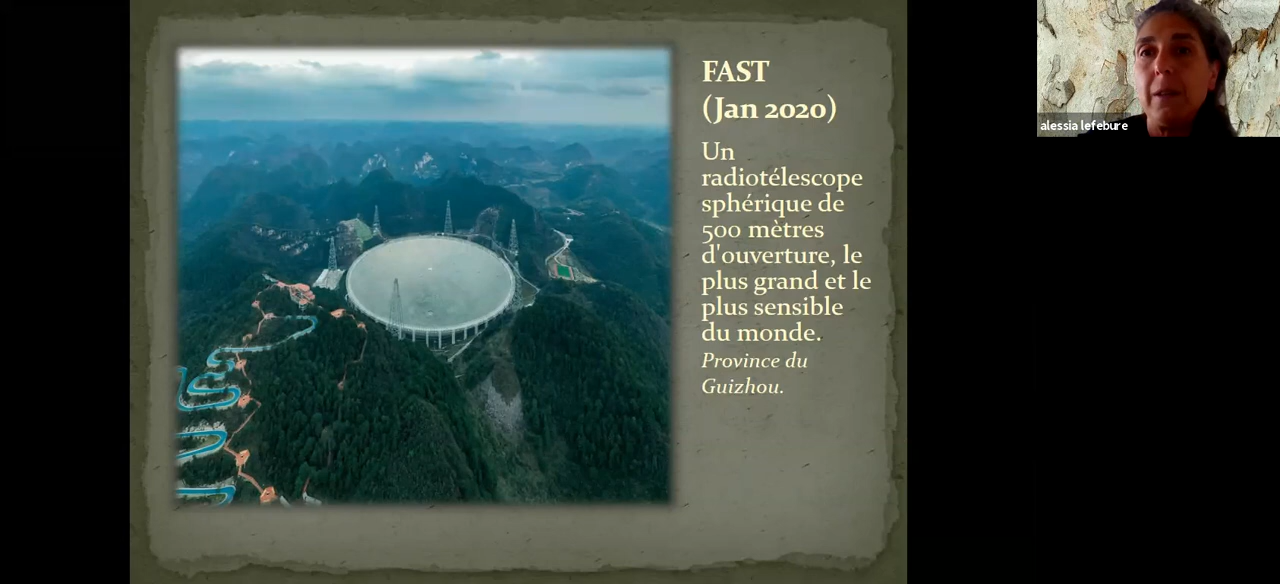 FAST
(Jan 2020)
Un
radiotélescope
sphérique de
500 mètres
d'ouverture, le
plus grand et le
plus sensible
du monde.
Province du
Guizhou.
alessia lefebure